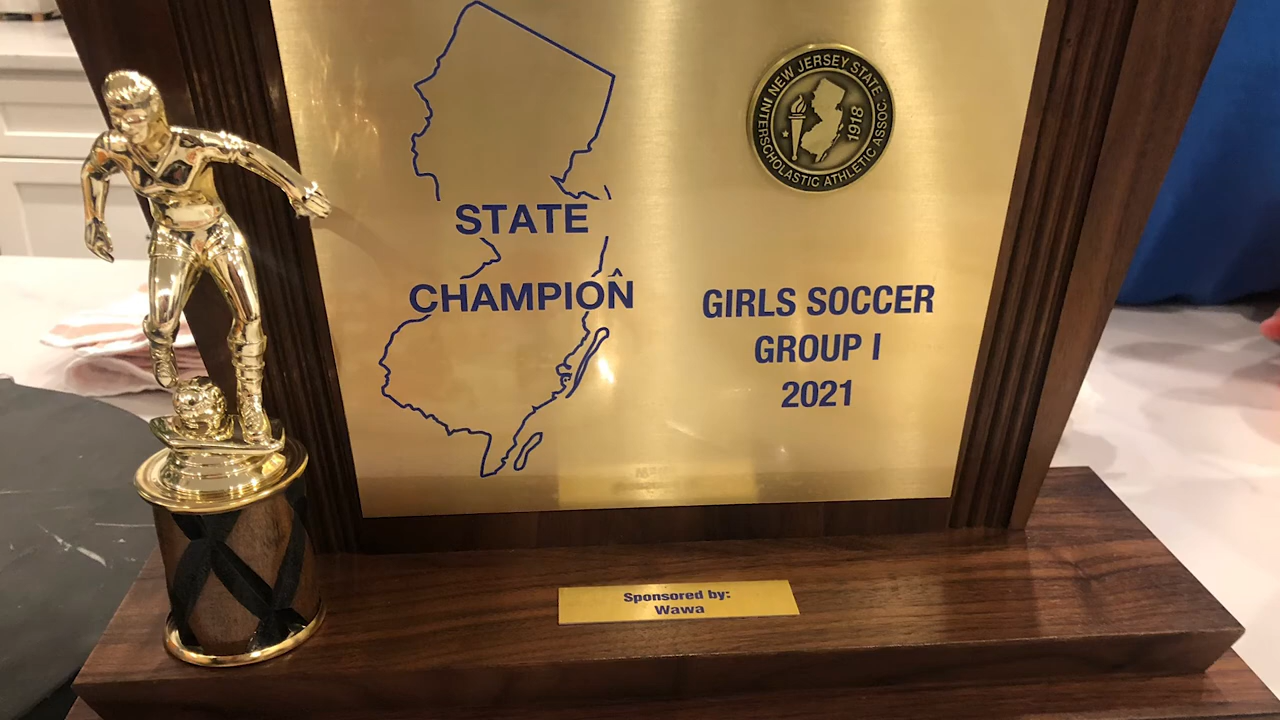 NEW JERSEY STATE
INTERSCHOLASTIC ATHLETIC ASSOC.
1918
STATE
CHAMPION
GIRLS SOCCER
GROUP I
2021
Sponsored by:
Wawa